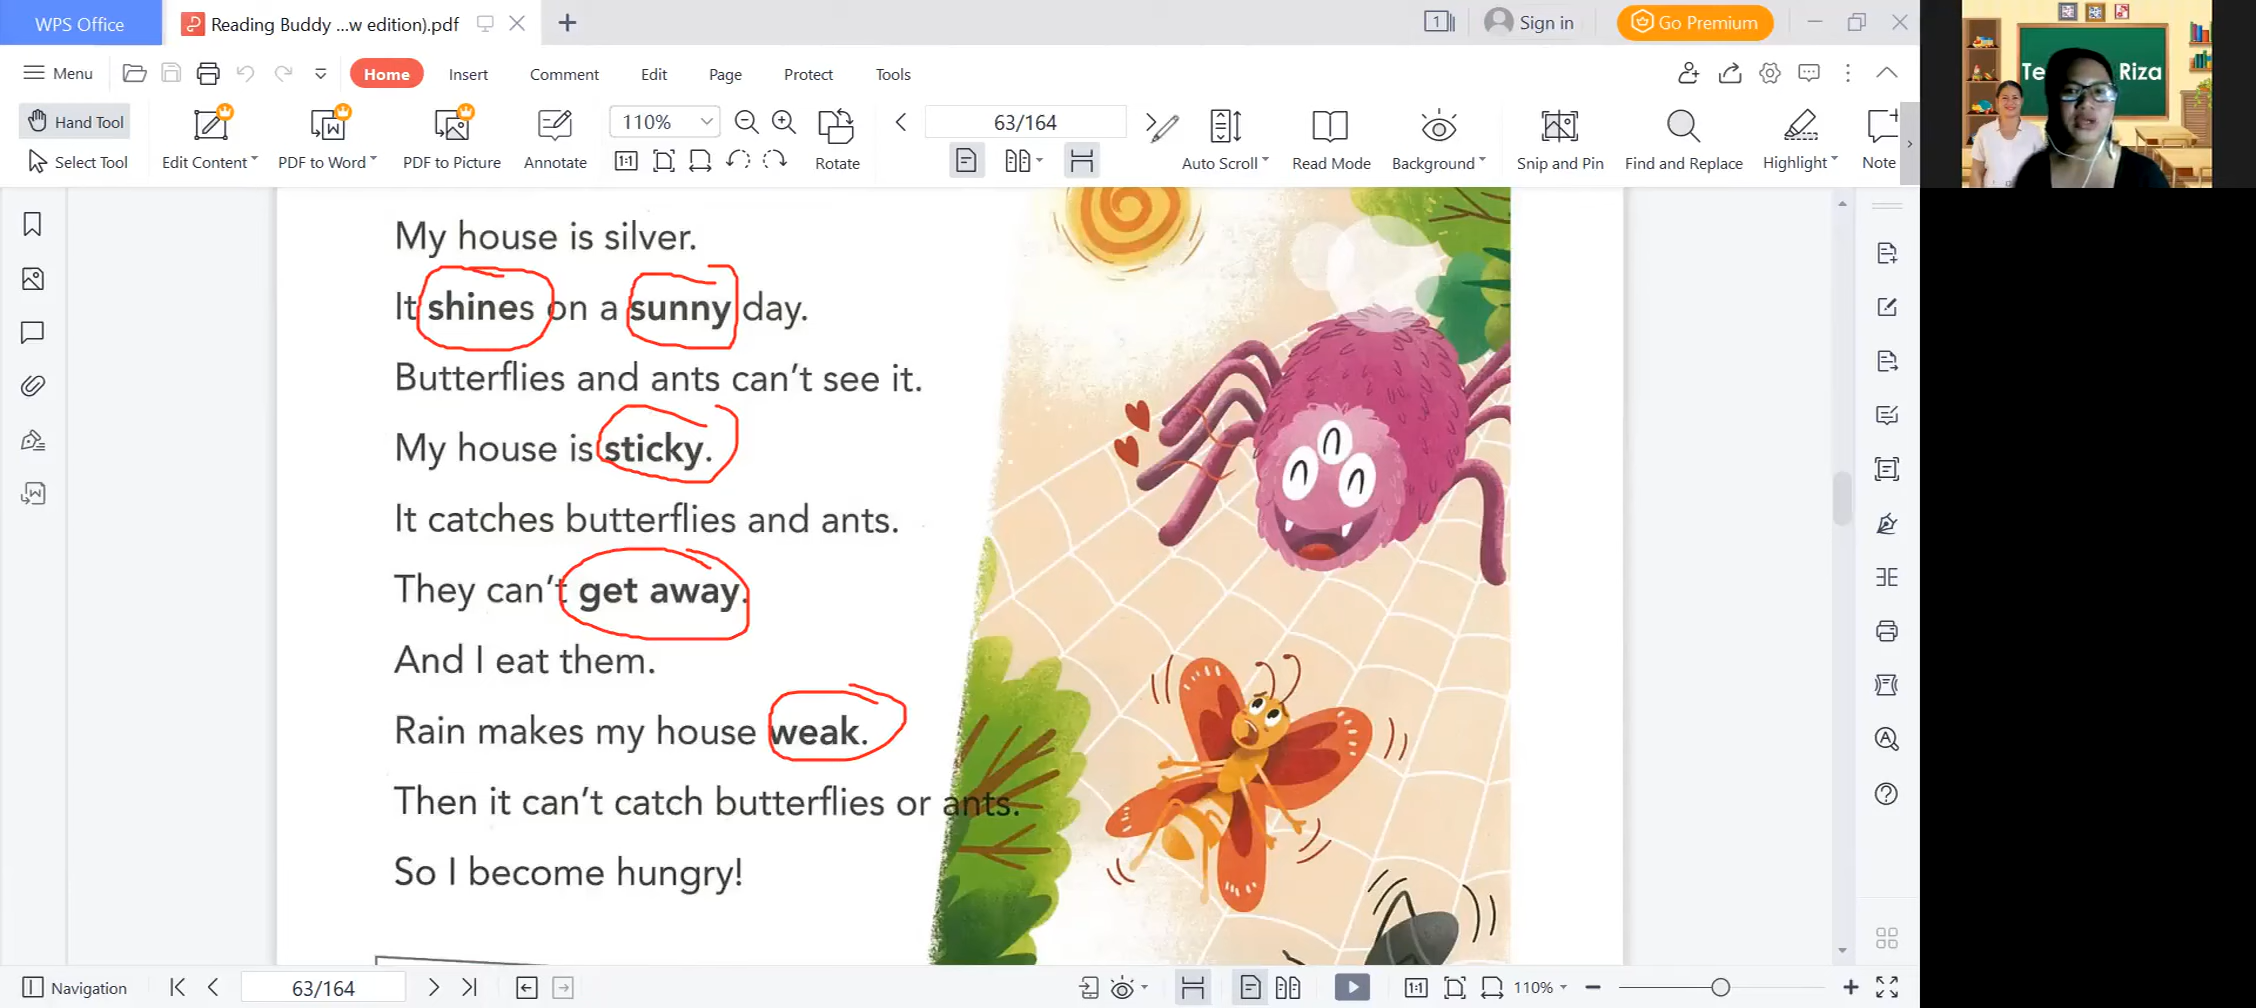 WPS Office
Reading Buddy ...w edition).pdf
1
Sign in
Go Premium
Menu
Home
Insert
Comment
Edit
Page
Protect
Tools
Hand Tool
Select Tool
Edit Content
PDF to Word
PDF to Picture
Annotate
110%
Rotate
63/164
Auto Scroll
Read Mode
Background
Snip and Pin
Find and Replace
Highlight
Note
Te Riza
My house is silver.
It shines on a sunny day.
Butterflies and ants can't see it.
My house is sticky.
It catches butterflies and ants.
They can't get away.
And I eat them.
Rain makes my house weak.
Then it can't catch butterflies or ants.
So I become hungry!
Navigation
63/164
1:1
110%